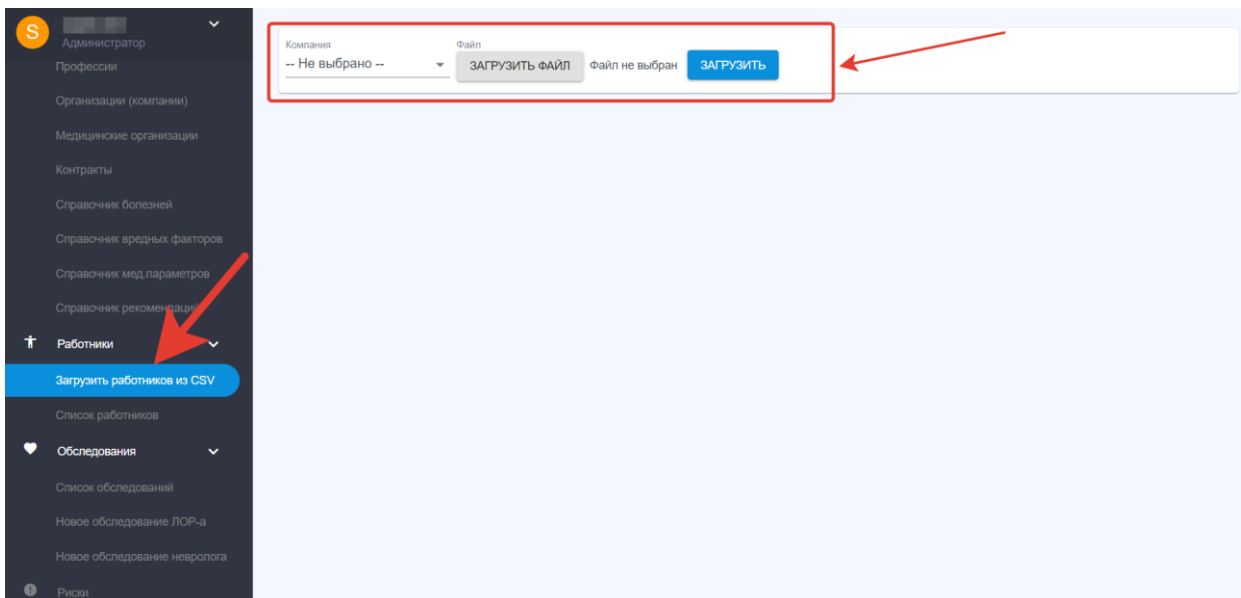 S
Администратор
Профессии
Организации (компании)
Медицинские организации
Контракты
Справочник болезней
Справочник вредных факторов
Справочник мед.параметров
Справочник рекомендаций
Работники
Загрузить работников из CSV
Список работников
Обследования
Список обследований
Новое обследование ЛОР-а
Новое обследование невролога
Риски
Компания
-- Не выбрано --
Файл
ЗАГРУЗИТЬ ФАЙЛ Файл не выбран ЗАГРУЗИТЬ